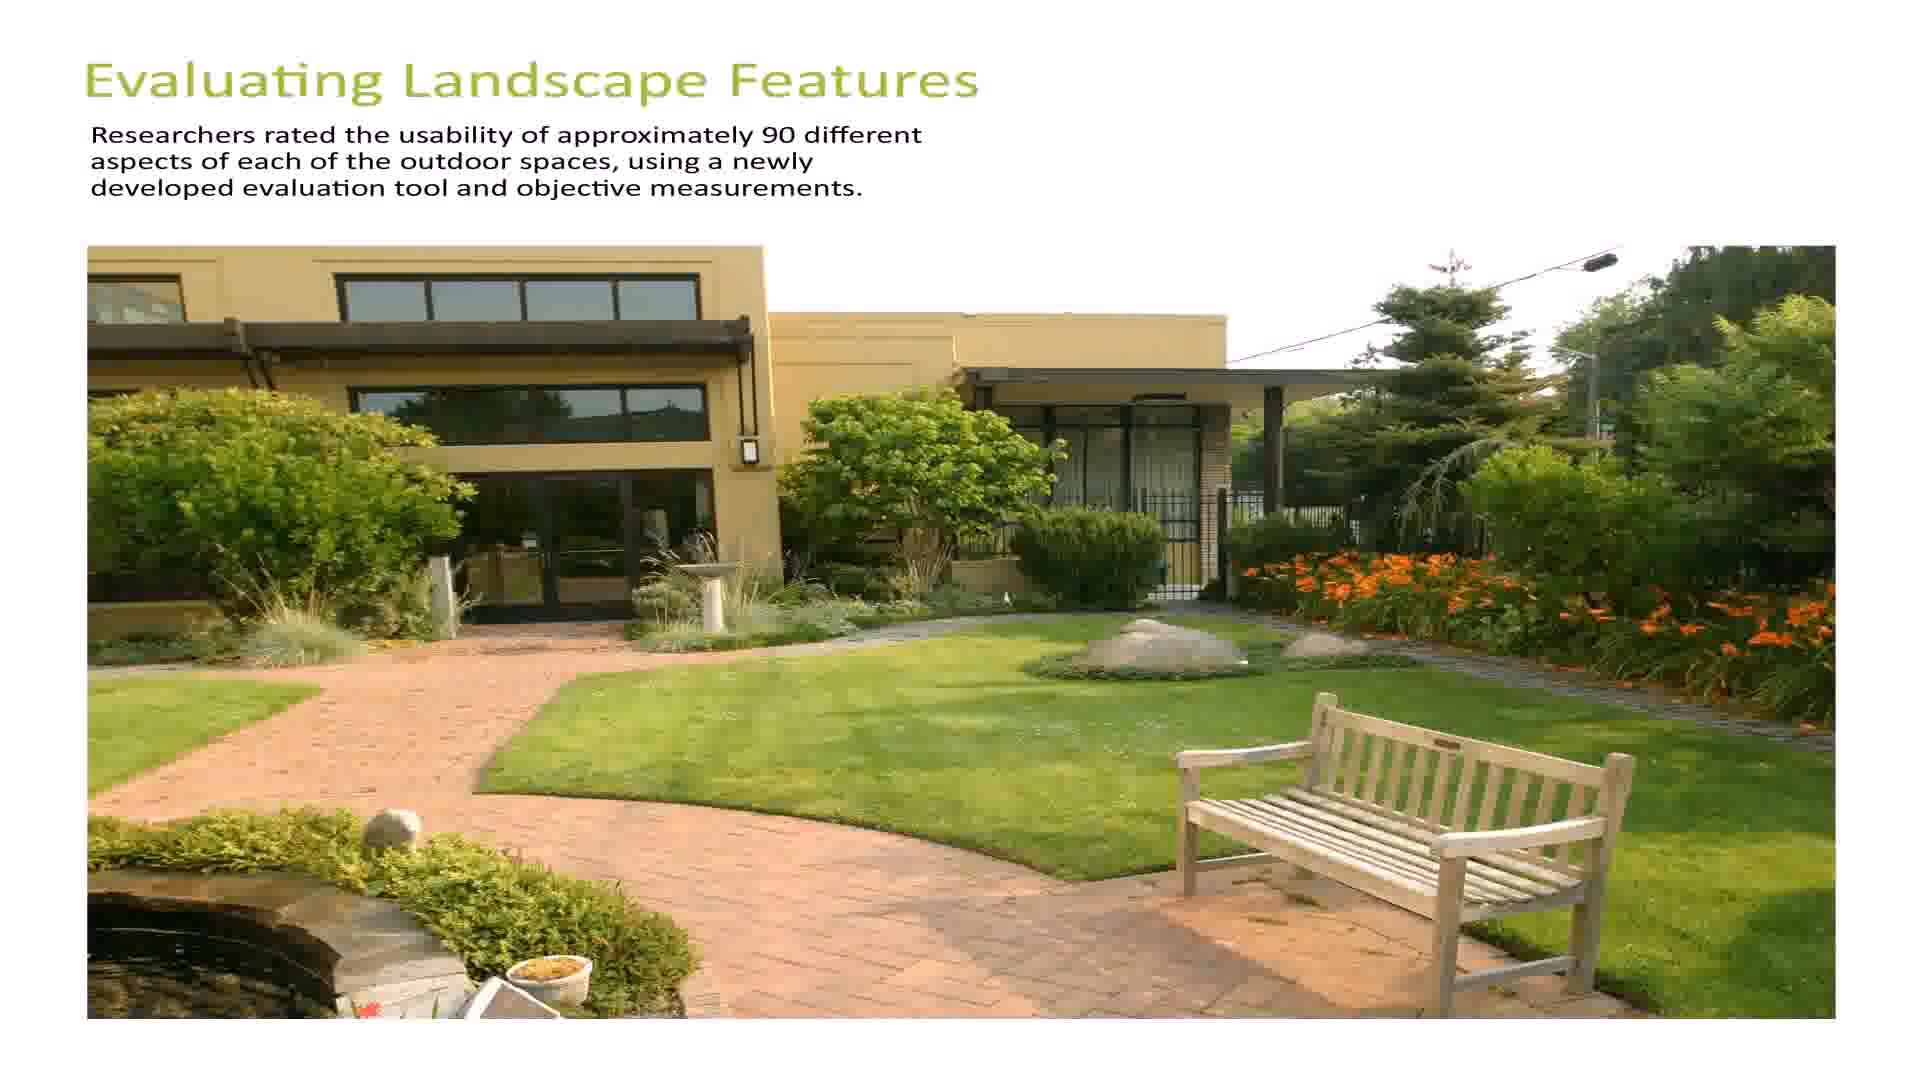 Evaluating Landscape Features
Researchers rated the usability of approximately 90 different
aspects of each of the outdoor spaces, using a newly
developed evaluation tool and objective measurements.